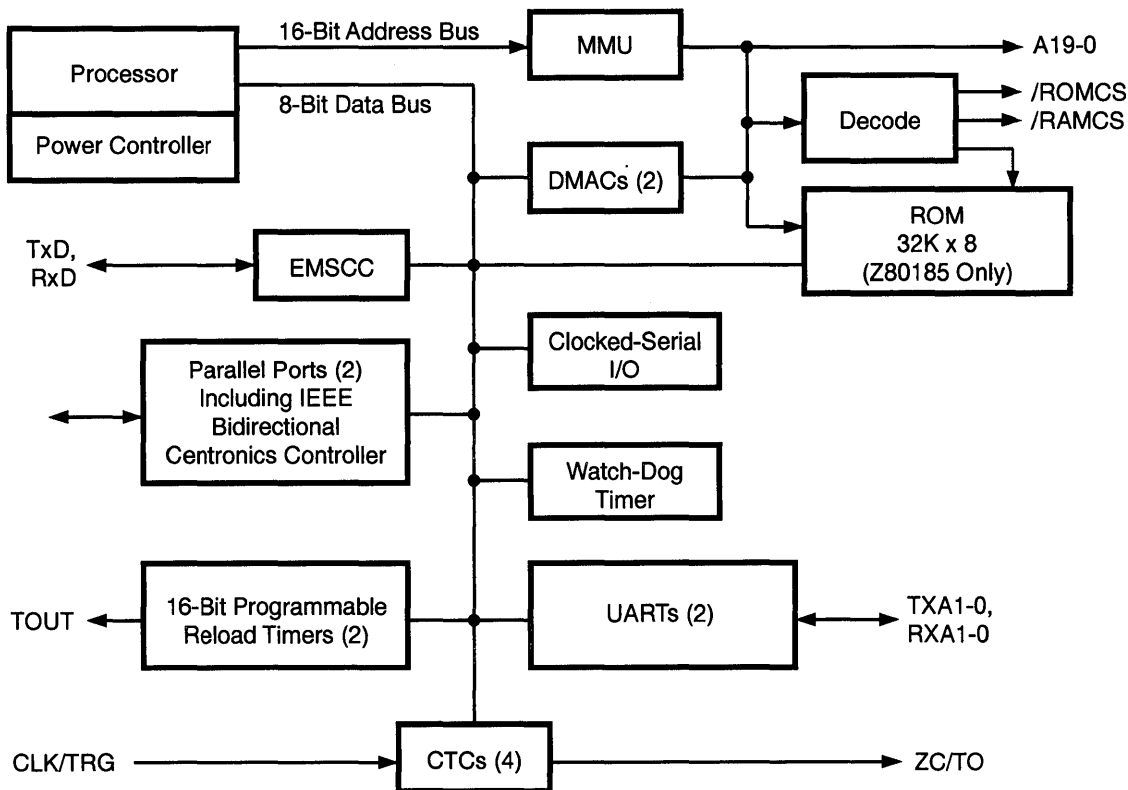 16-Bit Address Bus
MMU
A19-0
Processor
8-Bit Data Bus
Power Controller
Decode
/ROMCS
/RAMCS
DMACs (2)
ROM
32K x 8
(Z80185 Only)
TxD,
RxD
EMSCC
Clocked-Serial
I/O
Parallel Ports (2)
Including IEEE
Bidirectional
Centronics Controller
Watch-Dog
Timer
TOUT
16-Bit Programmable
Reload Timers (2)
UARTs (2)
TXA1-0,
RXA1-0
CLK/TRG
CTCs (4)
ZC/TO